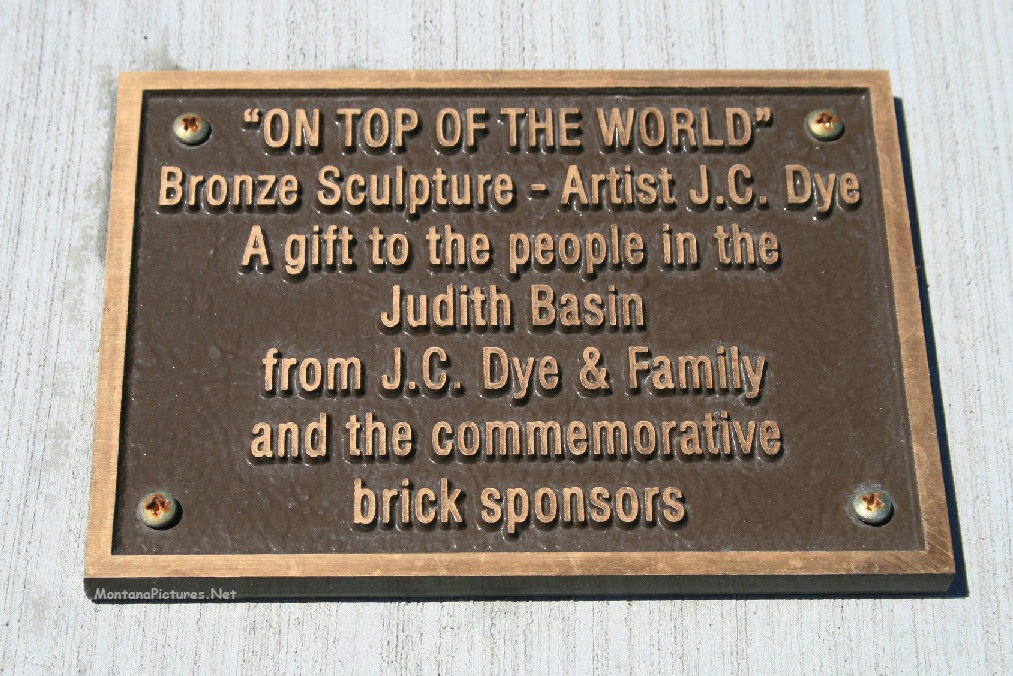 “ON TOP OF THE WORLD”
Bronze Sculpture - Artist J.C. Dye
A gift to the people in the
Judith Basin
from J.C. Dye & Family
and the commemorative
brick sponsors
MontanaPictures.Net